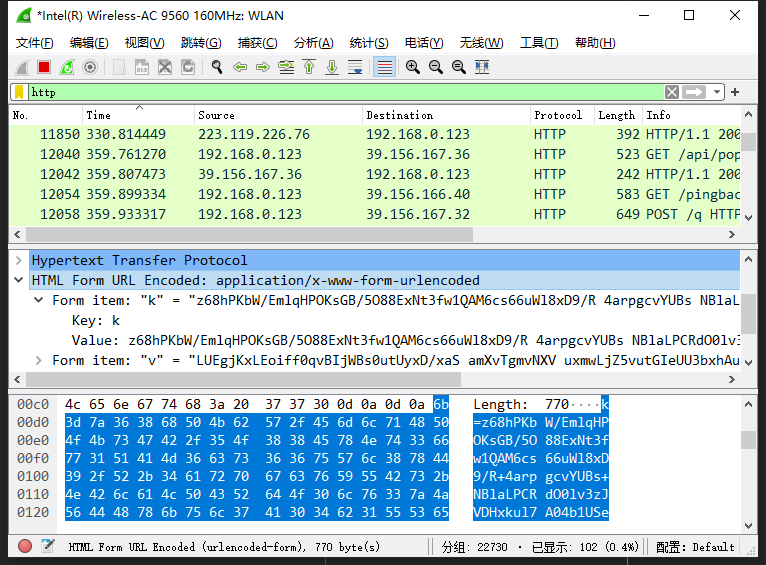 *Intel(R) Wireless-AC 9560 160MHz: WLAN
文件(F) 编辑(E) 视图(V) 跳转(G) 捕获(C) 分析(A) 统计(S) 电话(Y) 无线(W) 工具(T) 帮助(H)
http
No. Time Source Destination Protocol Length Info
11850 330.814449 223.119.226.76 192.168.0.123 HTTP 392 HTTP/1.1 200
12040 359.761270 192.168.0.123 39.156.167.36 HTTP 523 GET /api/pop
12042 359.807473 39.156.167.36 192.168.0.123 HTTP 242 HTTP/1.1 200
12054 359.899334 192.168.0.123 39.156.166.40 HTTP 583 GET /pingbac
12058 359.933317 192.168.0.123 39.156.167.32 HTTP 649 POST /q HTTP
Hypertext Transfer Protocol
HTML Form URL Encoded: application/x-www-form-urlencoded
Form item: "k" = "z68hPKbW/EmlqHPOKsGB/5O88ExNt3fw1QAM6cs66uWl8xD9/R 4arpgcvYUBs NBlaL
Key: k
Value: z68hPKbW/EmlqHPOKsGB/5O88ExNt3fw1QAM6cs66uWl8xD9/R 4arpgcvYUBs NBlaLPCRdO0lv3
Form item: "v" = "LUEgjKxLEoiff0qvBIjWBs0utUyxD/xaS amXvTgmvNXV uxmwLjZ5vutGIeUU3bxhAu
00c0 4c 65 6e 67 74 68 3a 20 37 37 30 0d 0a 0d 0a 6b Length: 770····k
00d0 3d 7a 36 38 68 50 4b 62 57 2f 45 6d 6c 71 48 50 =z68hPKb W/EmlqHP
00e0 4f 4b 73 47 42 2f 35 4f 38 38 45 78 4e 74 33 66 OKsGB/5O 88ExNt3f
00f0 77 31 51 41 4d 36 63 73 36 36 75 57 6c 38 78 44 w1QAM6cs 66uWl8xD
0100 39 2f 52 2b 34 61 72 70 67 63 76 59 55 42 73 2b 9/R+4arp gcvYUBs+
0110 4e 42 6c 61 4c 50 43 52 64 4f 30 6c 76 33 7a 4a NBlaLPCR dO0lv3zJ
0120 56 44 48 78 6b 75 6c 37 41 30 34 62 31 55 53 65 VDHxkul7 A04b1USe
HTML Form URL Encoded (urlencoded-form), 770 byte(s) 分组: 22730 · 已显示: 102 (0.4%) 配置: Default